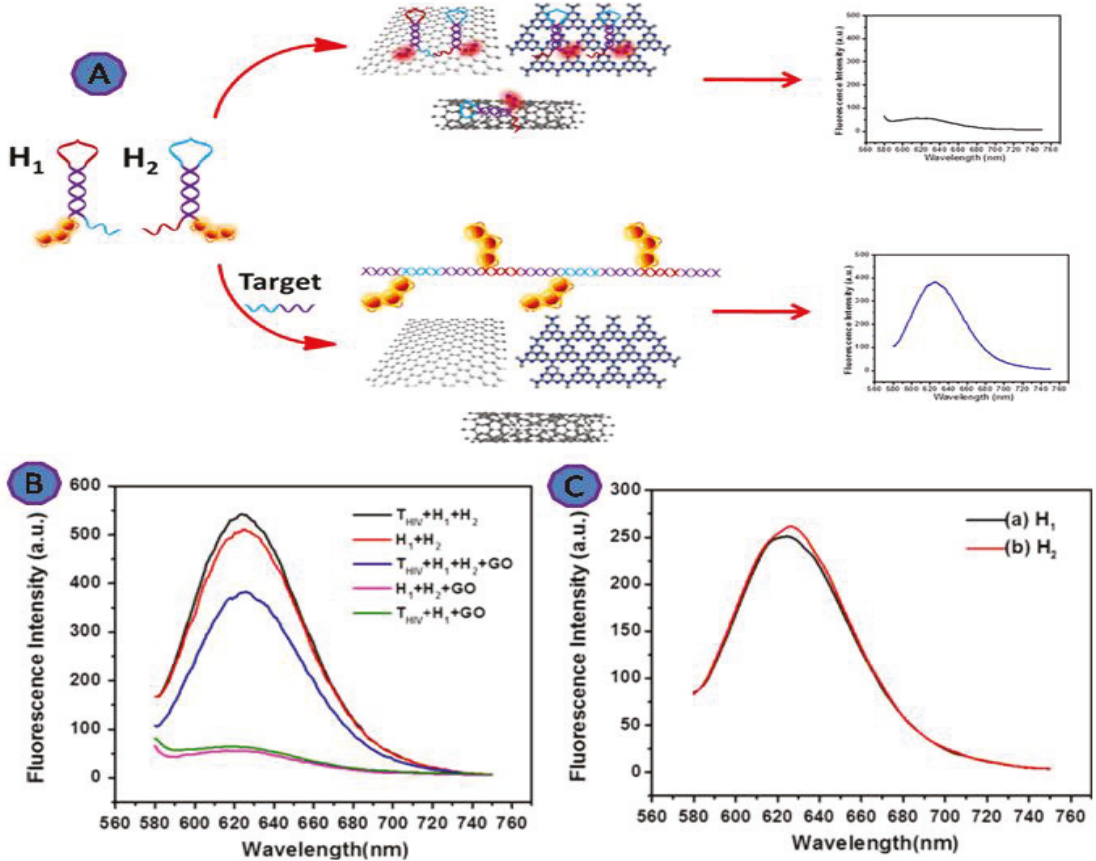 A
H1
H2
Target
Fluorescence Intensity (a.u.)
500
400
300
200
100
0
560 580 600 620 640 660 680 700 720 740 760
Wavelength (nm)
Fluorescence Intensity (a.u.)
500
400
300
200
100
0
560 580 600 620 640 660 680 700 720 740 760
Wavelength (nm)
B
Fluorescence Intensity (a.u.)
600
500
400
300
200
100
0
560 580 600 620 640 660 680 700 720 740 760
Wavelength(nm)
THIV+H1+H2
H1+H2
THIV+H1+H2+GO
H1+H2+GO
THIV+H1+GO
C
Fluorescence Intensity (a.u.)
300
250
200
150
100
50
0
560 580 600 620 640 660 680 700 720 740 760
Wavelength(nm)
(a) H1
(b) H2